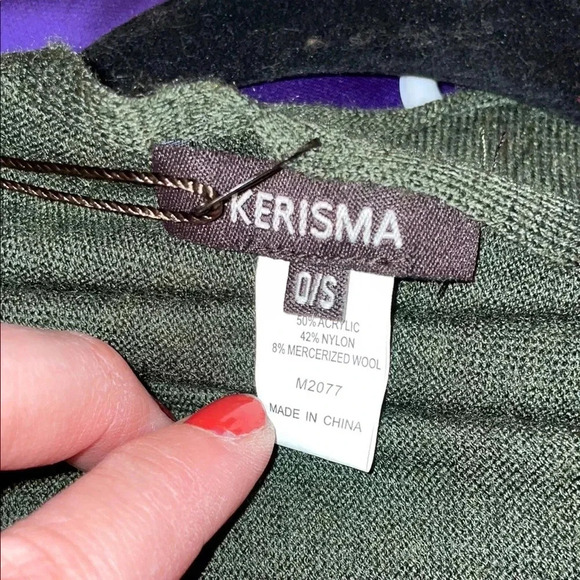 KERISMA
O/S
50% ACRYLIC
42% NYLON
8% MERCERIZED WOOL
M2077
MADE IN CHINA